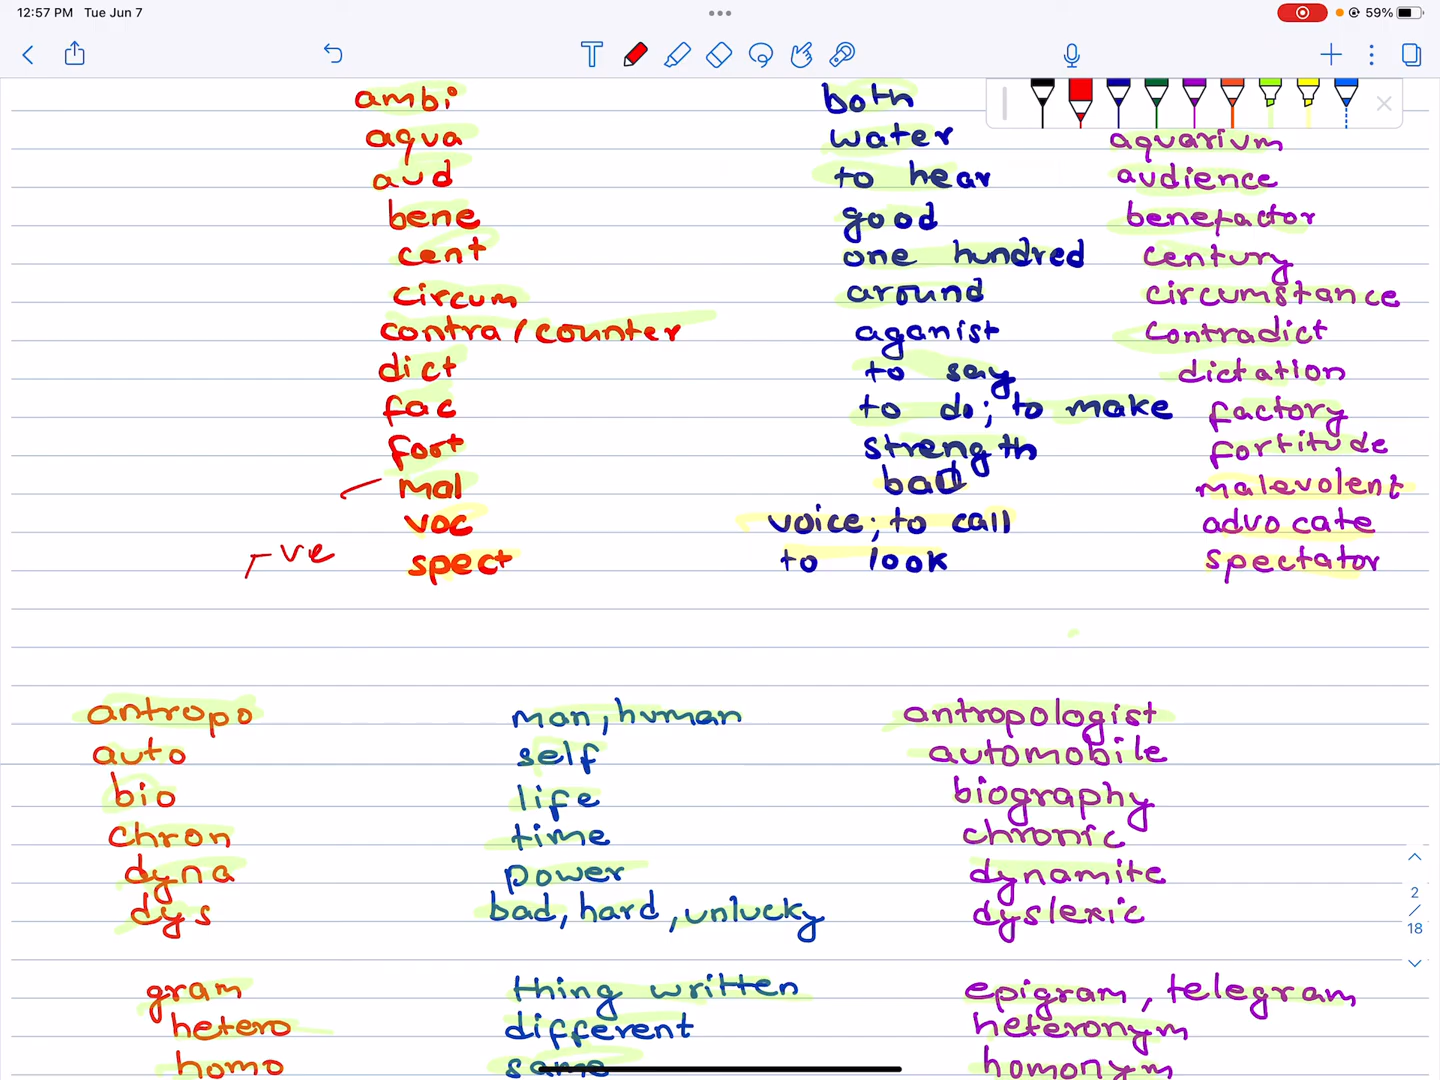 12:57 PM Tue Jun 7 59%
ambi both
aqua water aquarium
aud to hear audience
bene good benefactor
cent one hundred century
circum around circumstance
contra/counter aganist contradict
dict to say dictation
fac to do; to make factory
fort strength fortitude
mal bad malevolent
voc voice; to call advocate
-ve spect to look spectator
antropo man, human antropologist
auto self automobile
bio life biography
chron time chronic
dyna power dynamite
dys bad, hard, unlucky dyslexic
2
/
18
gram thing written epigram, telegram
hetero different heteronym
homo same homonym